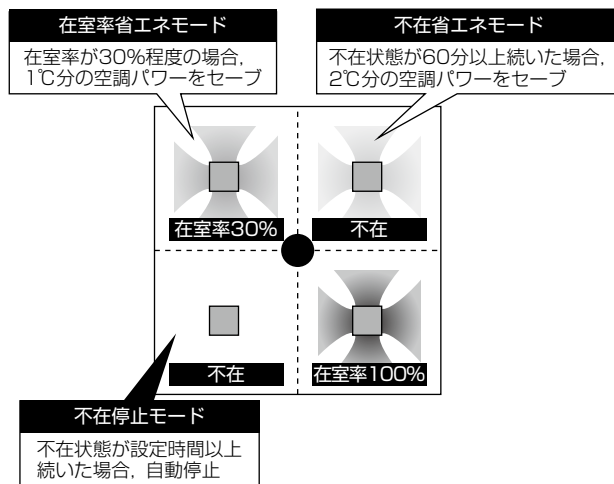 在室率省エネモード
在室率が30%程度の場合,
1℃分の空調パワーをセーブ
不在省エネモード
不在状態が60分以上続いた場合,
2℃分の空調パワーをセーブ
在室率30%
不在
不在
在室率100%
不在停止モード
不在状態が設定時間以上
続いた場合, 自動停止